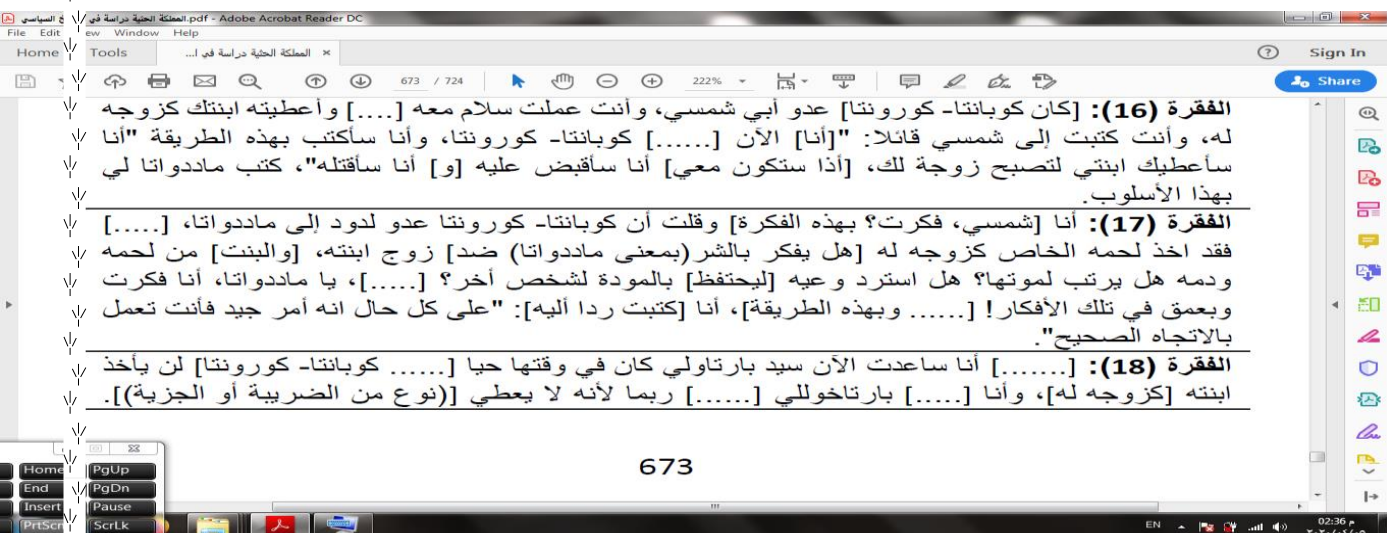 المملكة الحثية دراسة في خ السياسي.pdf - Adobe Acrobat Reader DC
File Edit ew Window Help
Home Tools المملكة الحثية دراسة في ا... × Sign In
673 / 724 222% Share
الفقرة (16): [كان كوبانتا- كورونتا] عدو أبي شمسي، وأنت عملت سلام معه [....] وأعطيته ابنتك كزوجه
له، وأنت كتبت إلى شمسي قائلا: "[أنا] الآن [......] كوبانتا- كورونتا، وأنا سأكتب بهذه الطريقة "أنا
سأعطيك ابنتي لتصبح زوجة لك، [أذا ستكون معي] أنا سأقبض عليه [و] أنا سأقتله"، كتب ماددواتا لي
بهذا الأسلوب.
الفقرة (17): أنا [شمسي، فكرت؟ بهذه الفكرة] وقلت أن كوبانتا- كورونتا عدو لدود إلى ماددواتا، [.....]
فقد اخذ لحمه الخاص كزوجه له [هل يفكر بالشر(بمعنى ماددواتا) ضد] زوج ابنته، [والبنت] من لحمه
ودمه هل يرتب لموتها؟ هل استرد وعيه [ليحتفظ] بالمودة لشخص أخر؟ [.....]، يا ماددواتا، أنا فكرت
وبعمق في تلك الأفكار! [...... وبهذه الطريقة]، أنا [كتبت ردا أليه]: "على كل حال انه أمر جيد فأنت تعمل
بالاتجاه الصحيح".
الفقرة (18): [.......] أنا ساعدت الآن سيد بارتاولي كان في وقتها حيا [...... كوبانتا- كورونتا] لن يأخذ
ابنته [كزوجه له]، وأنا [.....] بارتاخوللي [......] ربما لأنه لا يعطي [(نوع من الضريبة أو الجزية)].
673
Home PgUp
End PgDn
Insert Pause
PrtScn ScrLk
EN 02:36 م